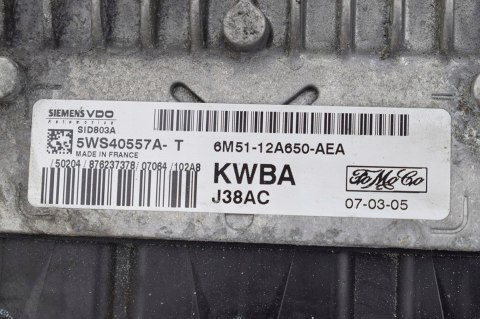 SIEMENS VDO
Automotive
SID803A
5WS40557A- T
MADE IN FRANCE
/50204 /876237378 /07064 /102A8
6M51-12A650-AEA
KWBA
J38AC
FoMoCo
07-03-05